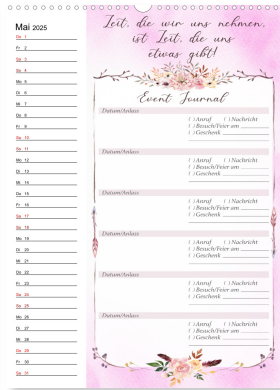 Mai 2025
Do 1
Fr 2
Sa 3
So 4
Mo 5
Di 6
Mi 7
Do 8
Fr 9
Sa 10
So 11
Mo 12
Di 13
Mi 14
Do 15
Fr 16
Sa 17
So 18
Mo 19
Di 20
Mi 21
Do 22
Fr 23
Sa 24
So 25
Mo 26
Di 27
Mi 28
Do 29
Fr 30
Sa 31
Zeit, die wir uns nehmen,
ist Zeit, die uns
etwas gibt!
Event Journal
Datum/Anlass
( ) Anruf ( ) Nachricht
( ) Besuch/Feier am
( ) Geschenk
Datum/Anlass
( ) Anruf ( ) Nachricht
( ) Besuch/Feier am
( ) Geschenk
Datum/Anlass
( ) Anruf ( ) Nachricht
( ) Besuch/Feier am
( ) Geschenk
Datum/Anlass
( ) Anruf ( ) Nachricht
( ) Besuch/Feier am
( ) Geschenk
Datum/Anlass
( ) Anruf ( ) Nachricht
( ) Besuch/Feier am
( ) Geschenk
Datum/Anlass
( ) Anruf ( ) Nachricht
( ) Besuch/Feier am
( ) Geschenk